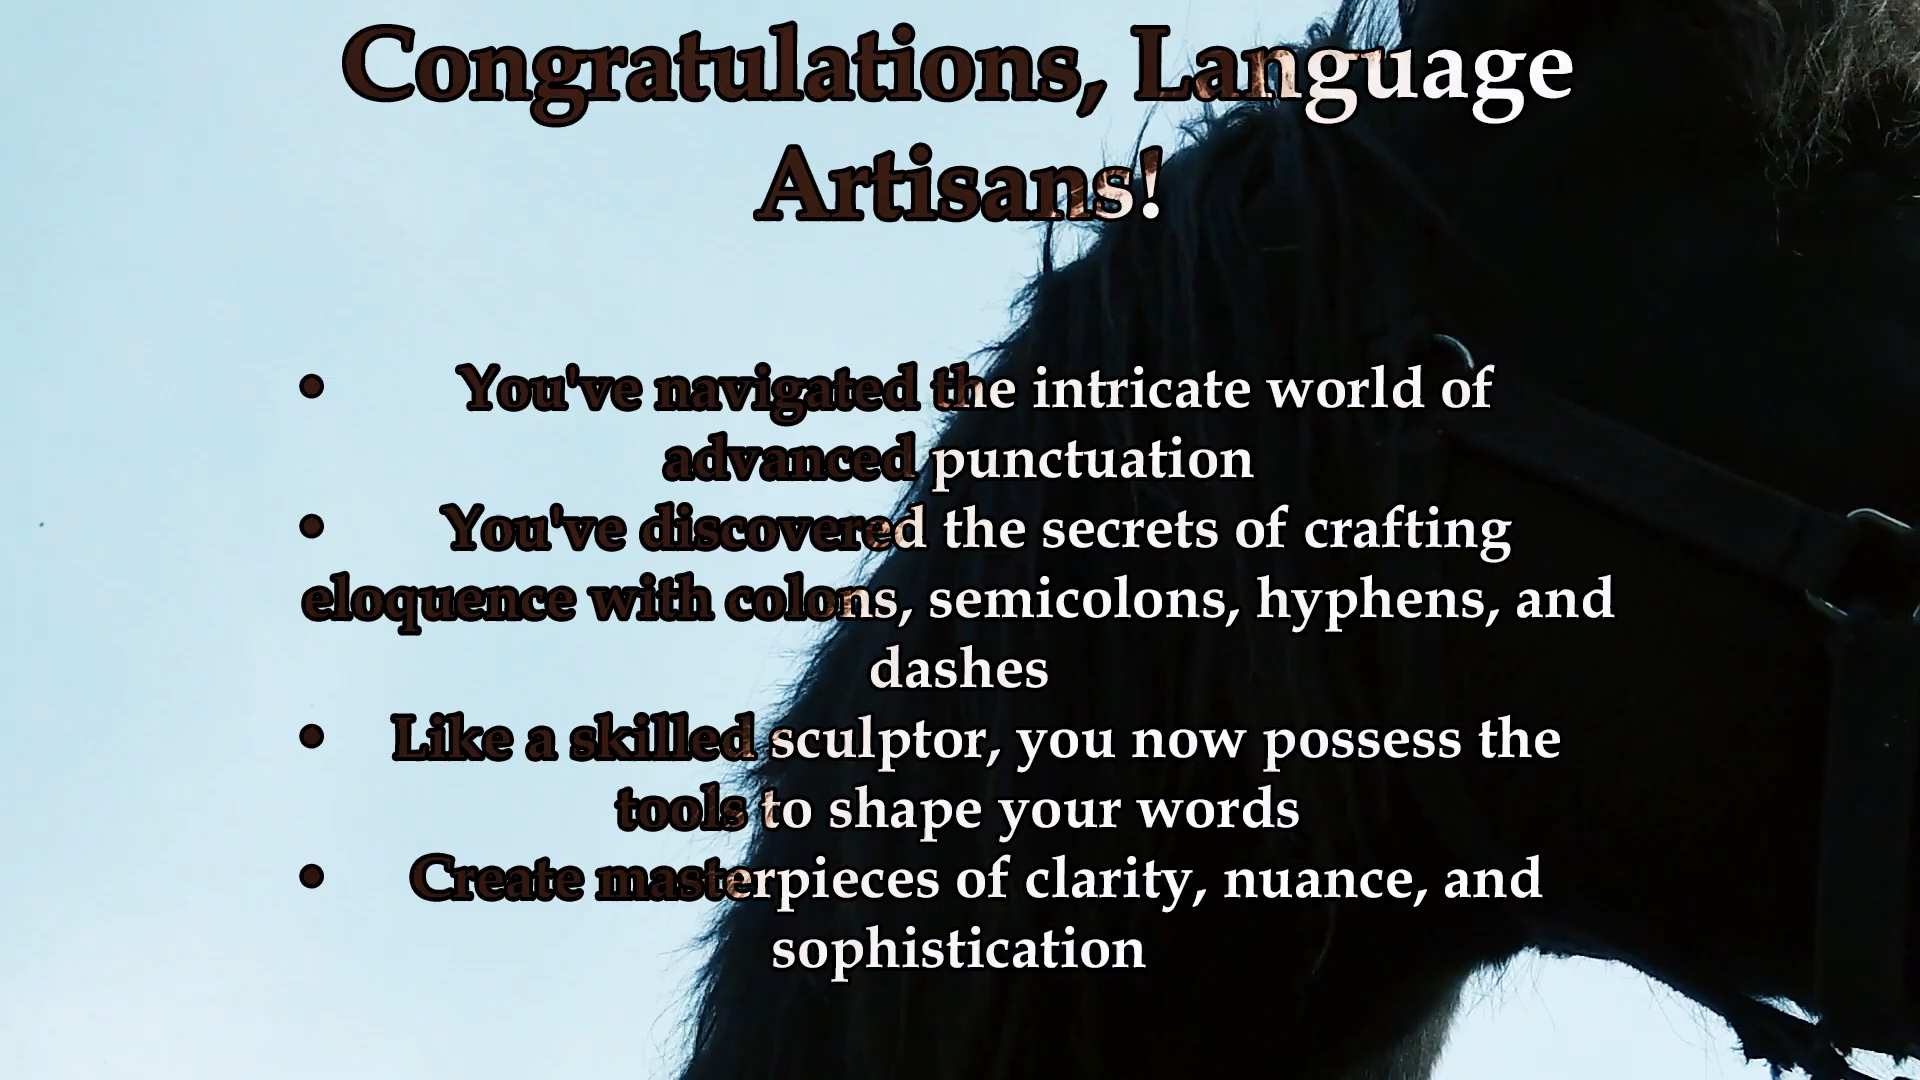 Congratulations, Language
Artisans!
• You've navigated the intricate world of
advanced punctuation
• You've discovered the secrets of crafting
eloquence with colons, semicolons, hyphens, and
dashes
• Like a skilled sculptor, you now possess the
tools to shape your words
• Create masterpieces of clarity, nuance, and
sophistication